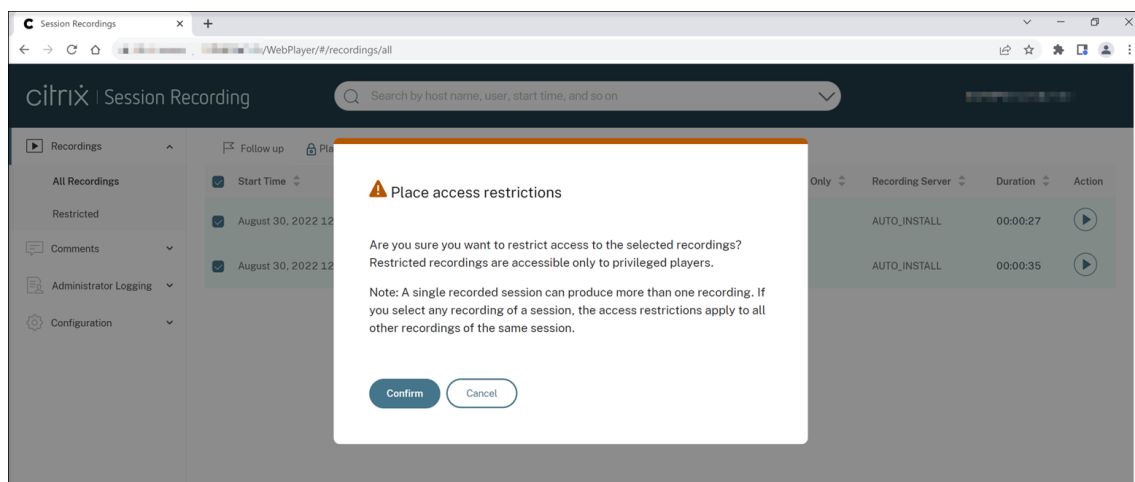 Session Recordings
/WebPlayer/#/recordings/all
citrix | Session Recording
Search by host name, user, start time, and so on
Recordings
Follow up
All Recordings
Start Time
Only
Recording Server
Duration
Action
Restricted
August 30, 2022 12
AUTO_INSTALL
00:00:27
Comments
August 30, 2022 12
AUTO_INSTALL
00:00:35
Administrator Logging
Configuration
Place access restrictions
Are you sure you want to restrict access to the selected recordings?
Restricted recordings are accessible only to privileged players.
Note: A single recorded session can produce more than one recording. If
you select any recording of a session, the access restrictions apply to all
other recordings of the same session.
Confirm
Cancel